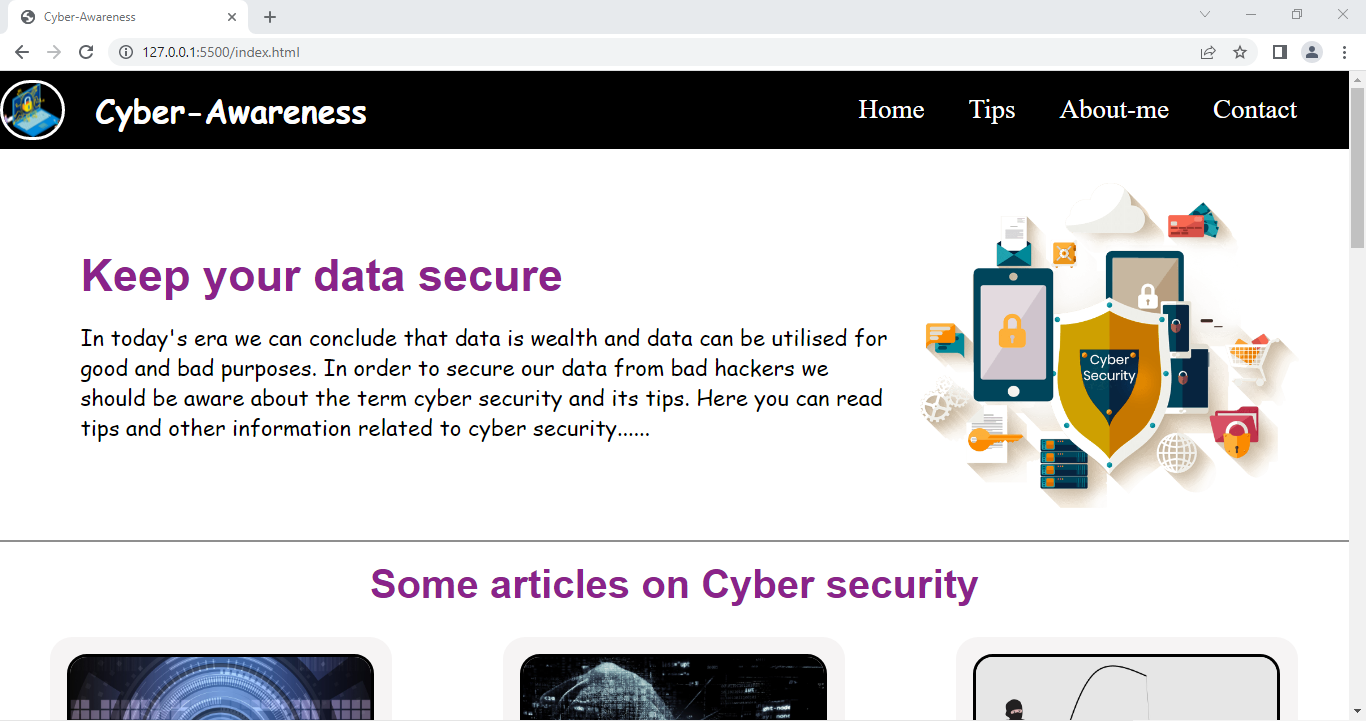 Cyber-Awareness
127.0.0.1:5500/index.html
Cyber-Awareness
Home Tips About-me Contact
Keep your data secure
In today's era we can conclude that data is wealth and data can be utilised for
good and bad purposes. In order to secure our data from bad hackers we
should be aware about the term cyber security and its tips. Here you can read
tips and other information related to cyber security......
Cyber
Security
Some articles on Cyber security